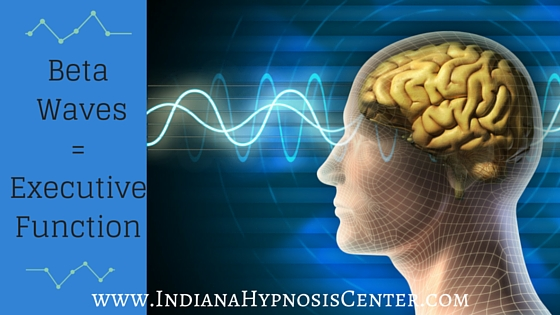 Beta
Waves
=
Executive
Function
www.IndianaHypnosisCenter.com